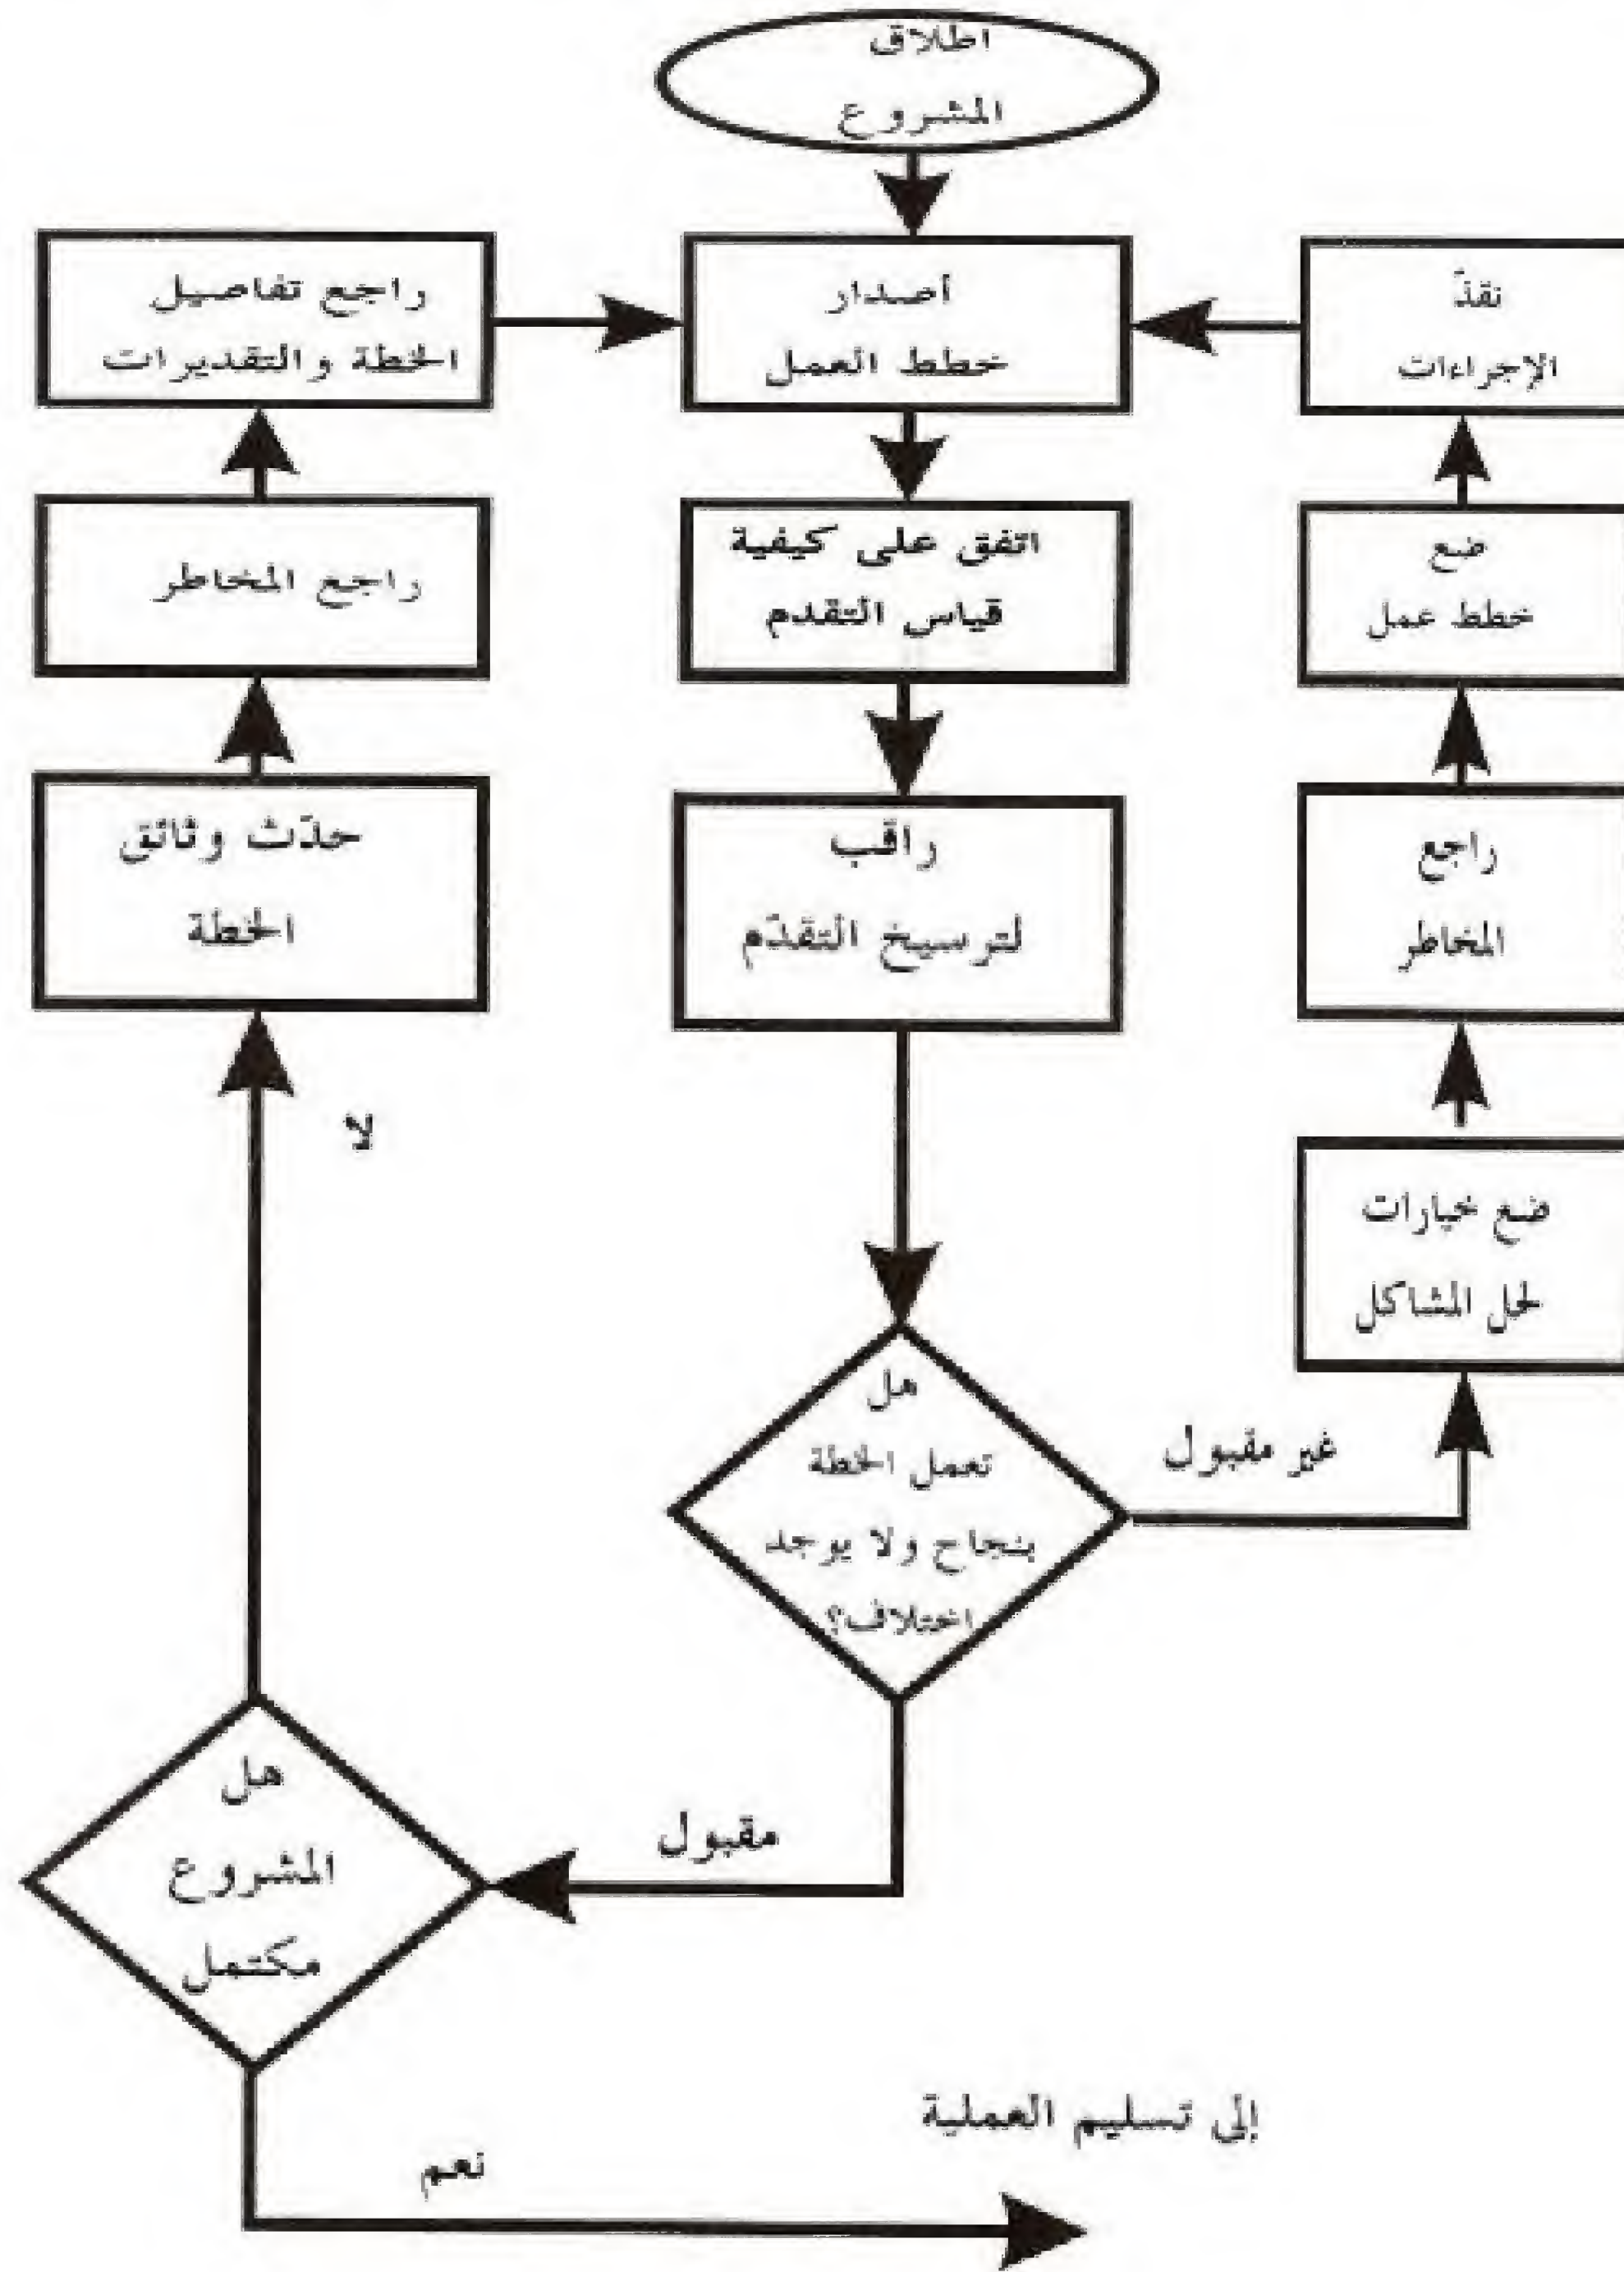 اطلاق
المشروع
أصدار
خطط العمل
اتفق على كيفية
قياس التقدم
راقب
لترسيخ التقدّم
هل
تعمل الخطة
بنجاح ولا يوجد
اختلاف؟
غير مقبول
ضع خيارات
لحل المشاكل
راجع
المخاطر
ضع
خطط عمل
نفذّ
الإجراءات
مقبول
هل
المشروع
مكتمل
لا
حدّث وثائق
الخطة
راجع المخاطر
راجع تفاصيل
الخطة والتقديرات
نعم
إلى تسليم العملية